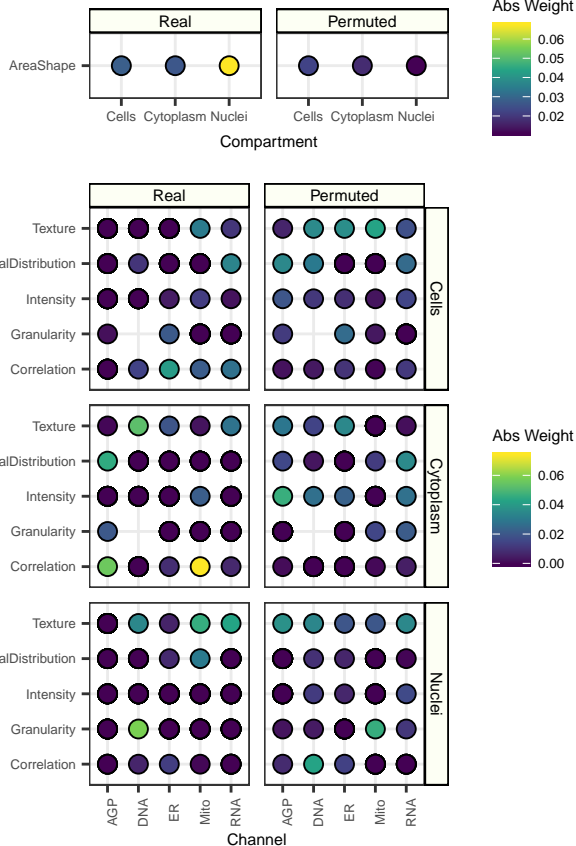 Real
Permuted
AreaShape
Cells Cytoplasm Nuclei
Cells Cytoplasm Nuclei
Compartment
Abs Weight
0.06
0.05
0.04
0.03
0.02
Real
Permuted
Texture
alDistribution
Intensity
Granularity
Correlation
Cells
Texture
alDistribution
Intensity
Granularity
Correlation
Cytoplasm
Texture
alDistribution
Intensity
Granularity
Correlation
Nuclei
AGP
DNA
ER
Mito
RNA
AGP
DNA
ER
Mito
RNA
Channel
Abs Weight
0.06
0.04
0.02
0.00